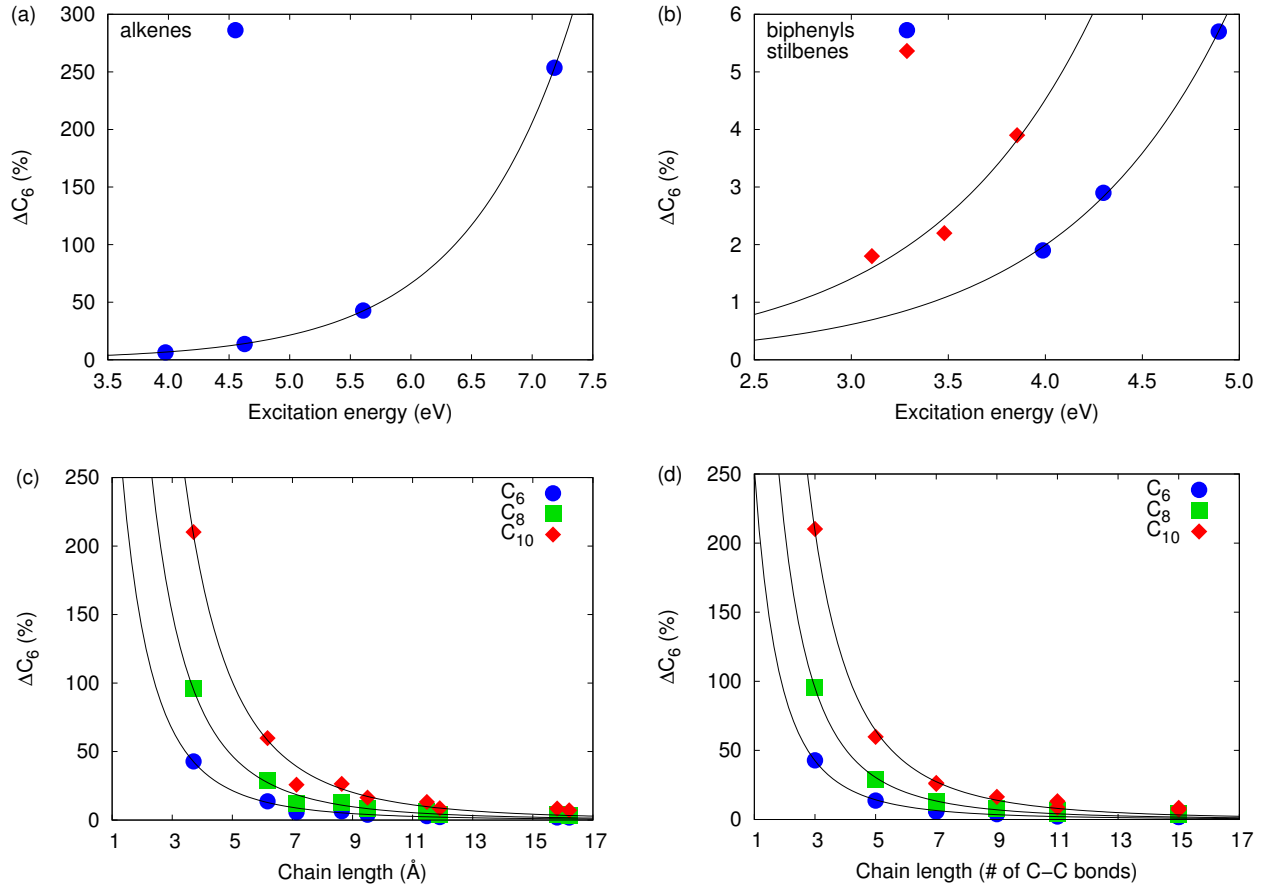 (a)
alkenes
300
250
200
150
100
50
0
ΔC6 (%)
3.5 4.0 4.5 5.0 5.5 6.0 6.5 7.0 7.5
Excitation energy (eV)
(b)
biphenyls
stilbenes
6
5
4
3
2
1
0
ΔC6 (%)
2.5 3.0 3.5 4.0 4.5 5.0
Excitation energy (eV)
(c)
C6
C8
C10
250
200
150
100
50
0
ΔC6 (%)
1 3 5 7 9 11 13 15 17
Chain length (Å)
(d)
C6
C8
C10
250
200
150
100
50
0
ΔC6 (%)
1 3 5 7 9 11 13 15 17
Chain length (# of C−C bonds)